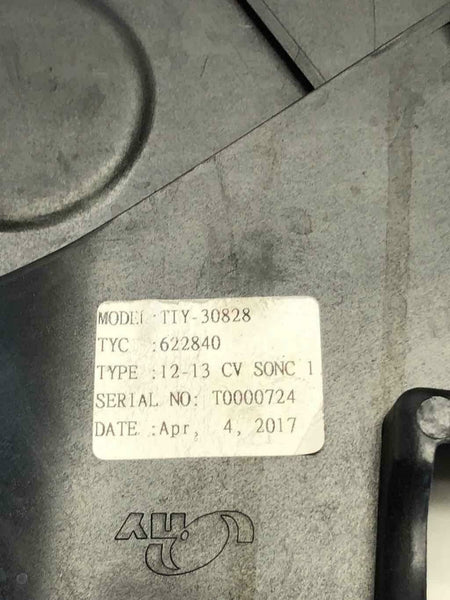 MODEL :TTY-30828
TYC :622840
TYPE :12-13 CV SONC 1
SERIAL NO: T0000724
DATE :Apr, 4, 2017